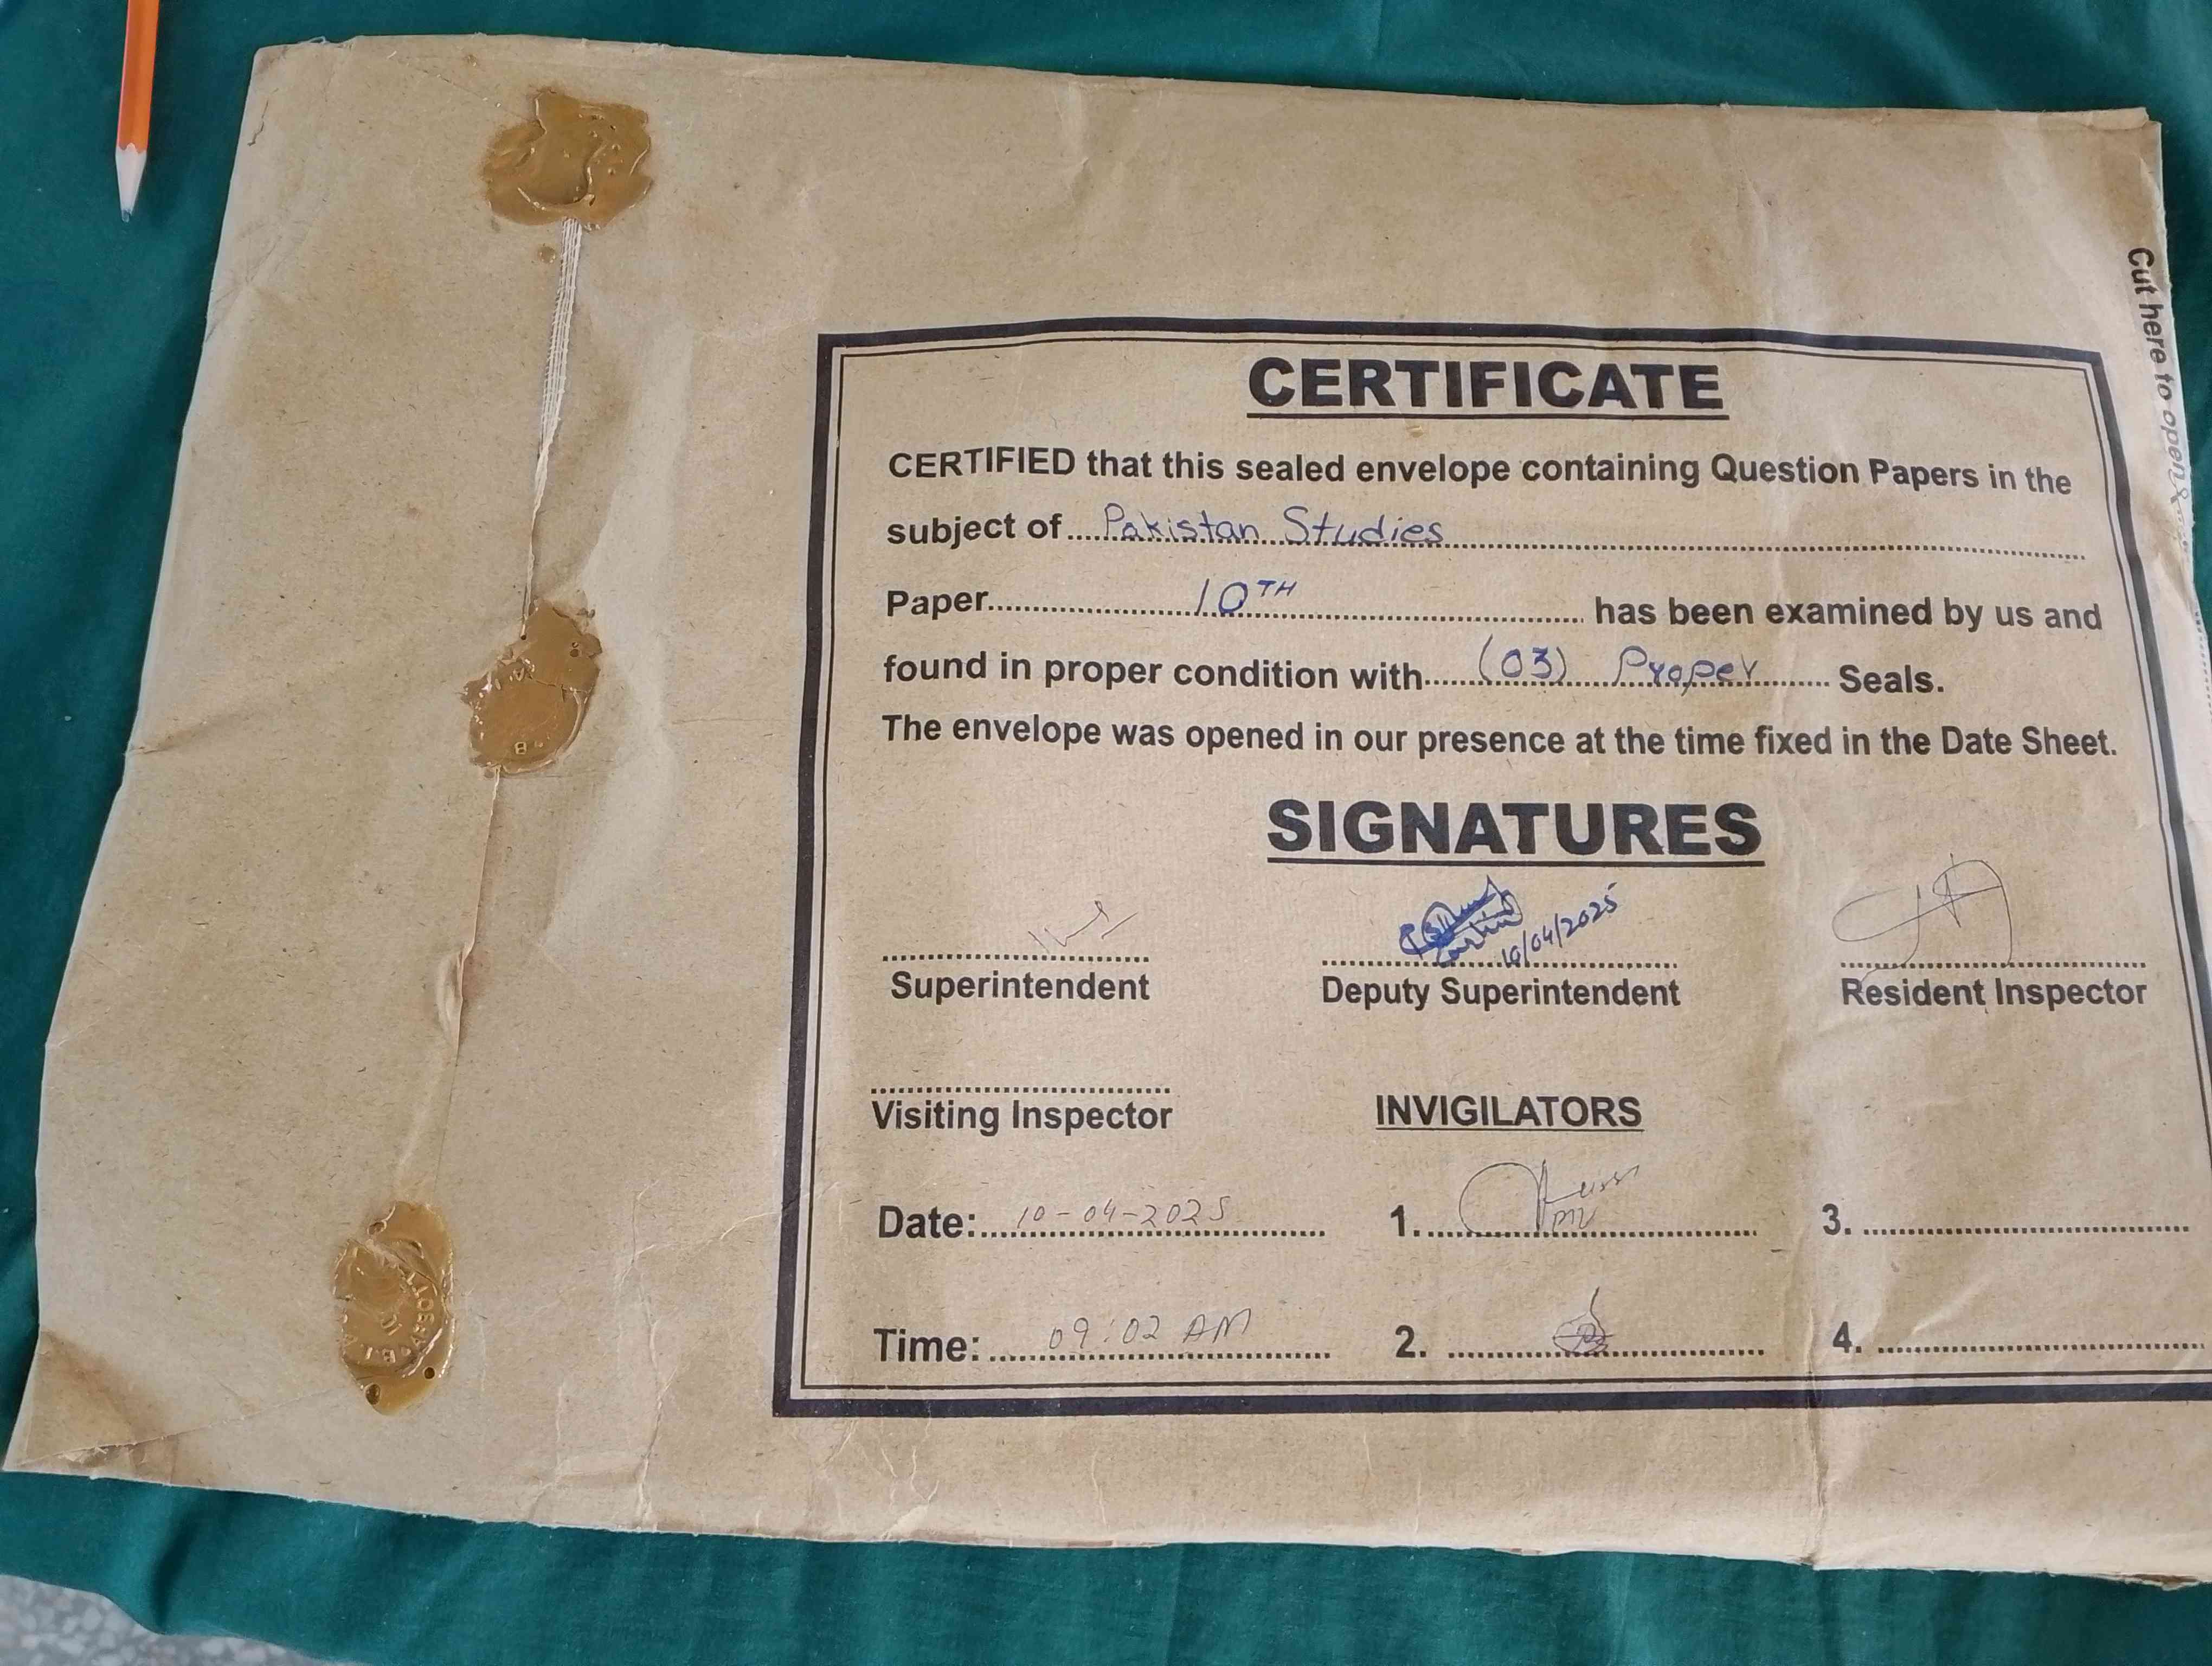 Cut here to open
CERTIFICATE
CERTIFIED that this sealed envelope containing Question Papers in the
subject of Pakistan Studies
Paper 10TH has been examined by us and
found in proper condition with (03) Proper Seals.
The envelope was opened in our presence at the time fixed in the Date Sheet.
SIGNATURES
10/04/2025
Superintendent Deputy Superintendent Resident Inspector
Visiting Inspector INVIGILATORS
Date: 10-04-2025 1. 3.
Time: 09:02 AM 2. 4.